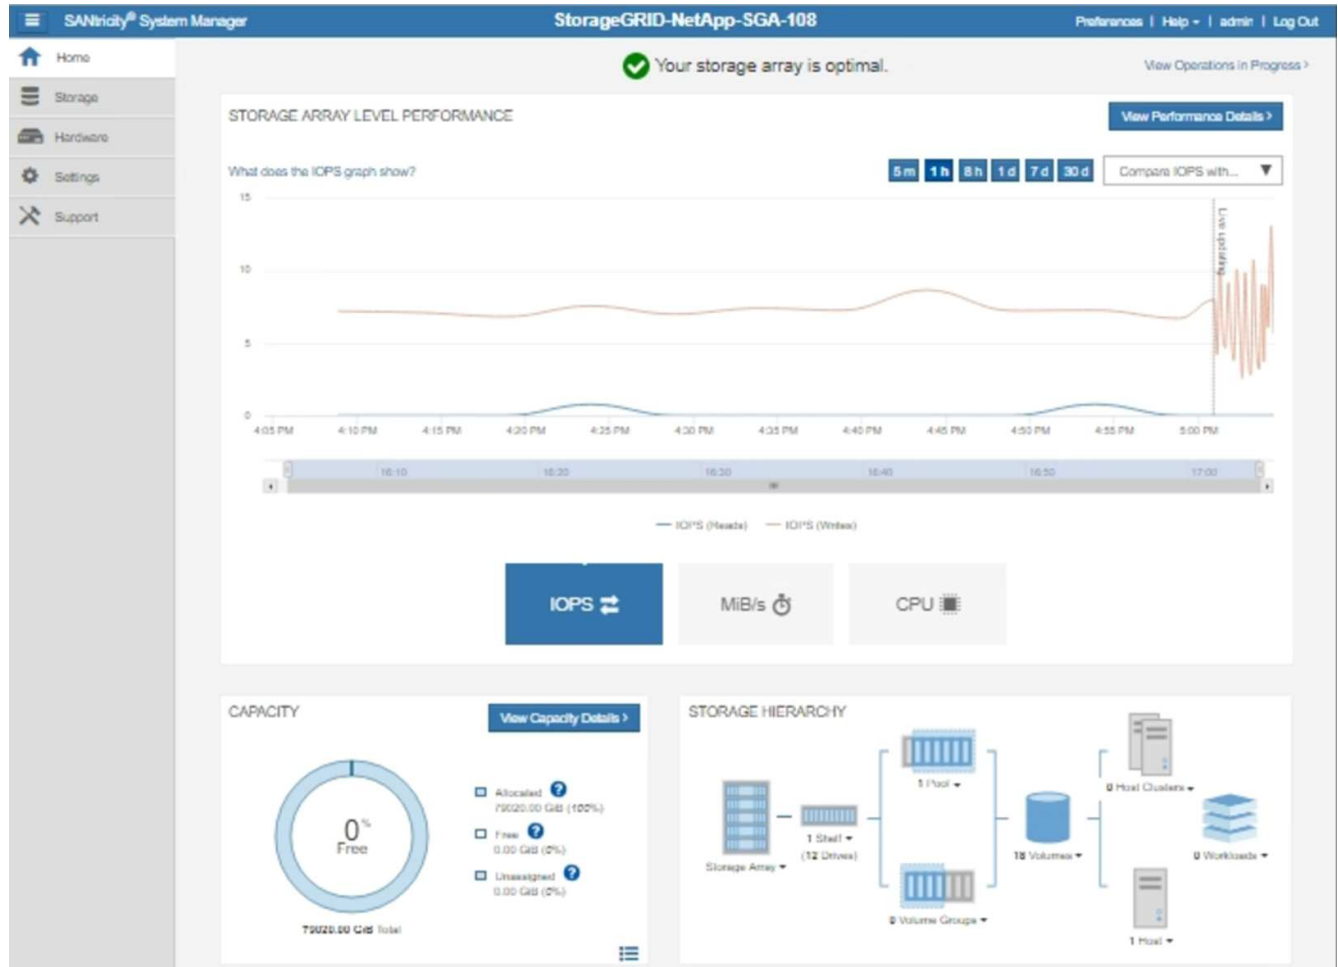 SANtricity® System Manager
StorageGRID-NetApp-SGA-108
Preferences | Help | admin | Log Out
Home
Storage
Hardware
Settings
Support
Your storage array is optimal.
View Operations in Progress >
STORAGE ARRAY LEVEL PERFORMANCE
View Performance Details >
What does the IOPS graph show?
5 m 1 h 8 h 1 d 7 d 30 d
Compare IOPS with...
15
10
5
0
Live updating
4:05 PM 4:10 PM 4:15 PM 4:20 PM 4:25 PM 4:30 PM 4:35 PM 4:40 PM 4:45 PM 4:50 PM 4:55 PM 5:00 PM
16:10 16:20 16:30 16:40 16:50 17:00
IOPS (Reads) IOPS (Writes)
IOPS
MiB/s
CPU
CAPACITY
View Capacity Details >
0%
Free
79020.00 GiB Total
Allocated ?
79020.00 GiB (100%)
Free ?
0.00 GiB (0%)
Unassigned ?
0.00 GiB (0%)
STORAGE HIERARCHY
Storage Array
1 Shelf
(12 Drives)
1 Pool
0 Volume Groups
18 Volumes
0 Host Clusters
1 Host
0 Workloads